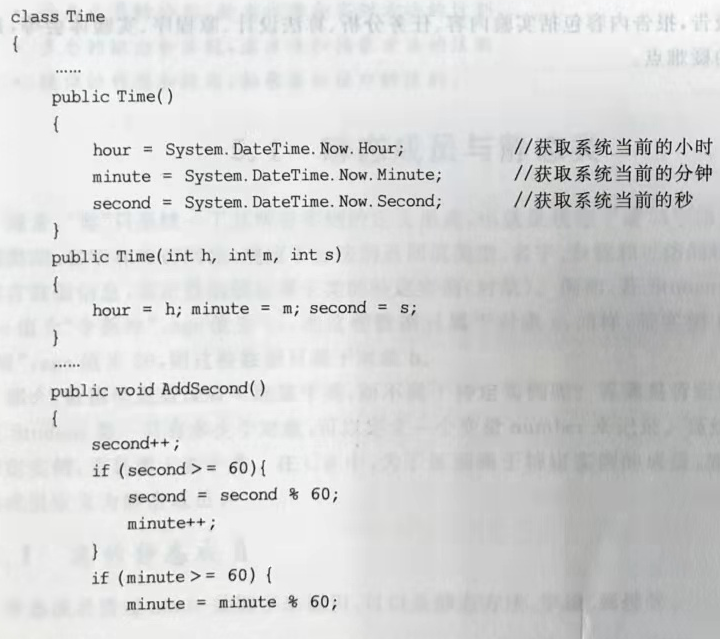 class Time
{
    ……
    public Time()
    {
        hour = System.DateTime.Now.Hour;          //获取系统当前的小时
        minute = System.DateTime.Now.Minute;      //获取系统当前的分钟
        second = System.DateTime.Now.Second;      //获取系统当前的秒
    }
    public Time(int h, int m, int s)
    {
        hour = h; minute = m; second = s;
    }
    ……
    public void AddSecond()
    {
        second++;
        if (second >= 60){
            second = second % 60;
            minute++;
        }
        if (minute >= 60) {
            minute = minute % 60;